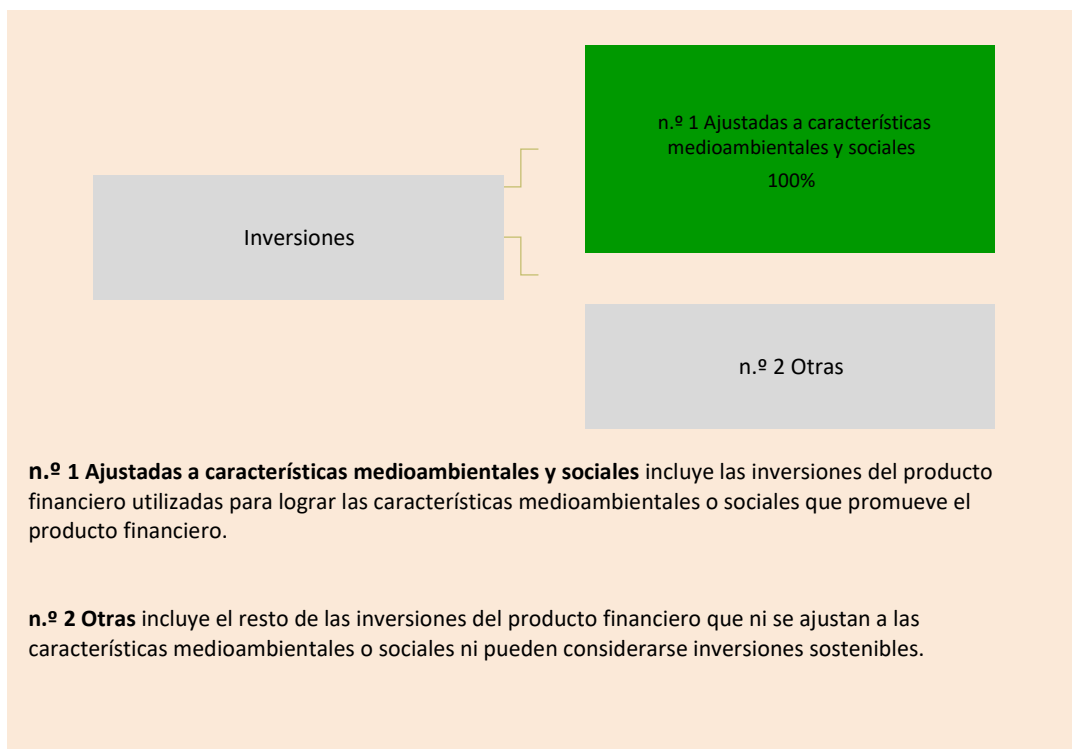 n.º 1 Ajustadas a características
medioambientales y sociales
100%
Inversiones
n.º 2 Otras
n.º 1 Ajustadas a características medioambientales y sociales incluye las inversiones del producto
financiero utilizadas para lograr las características medioambientales o sociales que promueve el
producto financiero.
n.º 2 Otras incluye el resto de las inversiones del producto financiero que ni se ajustan a las
características medioambientales o sociales ni pueden considerarse inversiones sostenibles.